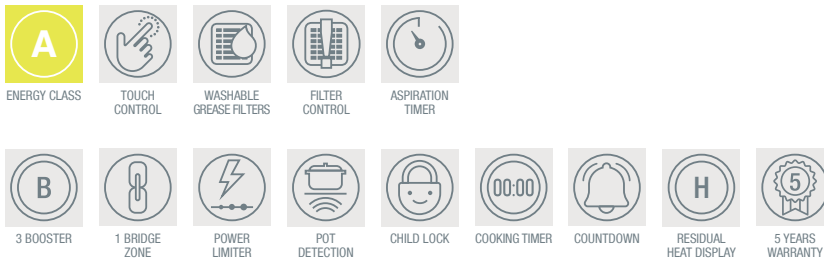 A
ENERGY CLASS
TOUCH
CONTROL
WASHABLE
GREASE FILTERS
FILTER
CONTROL
ASPIRATION
TIMER
B
3 BOOSTER
1 BRIDGE
ZONE
POWER
LIMITER
POT
DETECTION
CHILD LOCK
00:00
COOKING TIMER
COUNTDOWN
H
RESIDUAL
HEAT DISPLAY
5
5 YEARS
WARRANTY